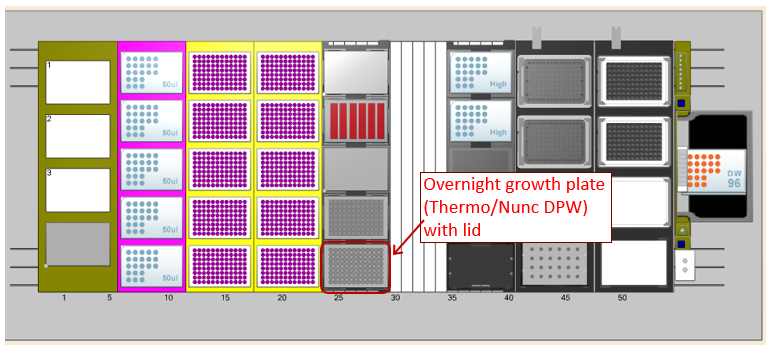 1
2
3
50ul
50ul
50ul
50ul
50ul
High
High
DW
96
Overnight growth plate
(Thermo/Nunc DPW)
with lid
1 5 10 15 20 25 30 35 40 45 50